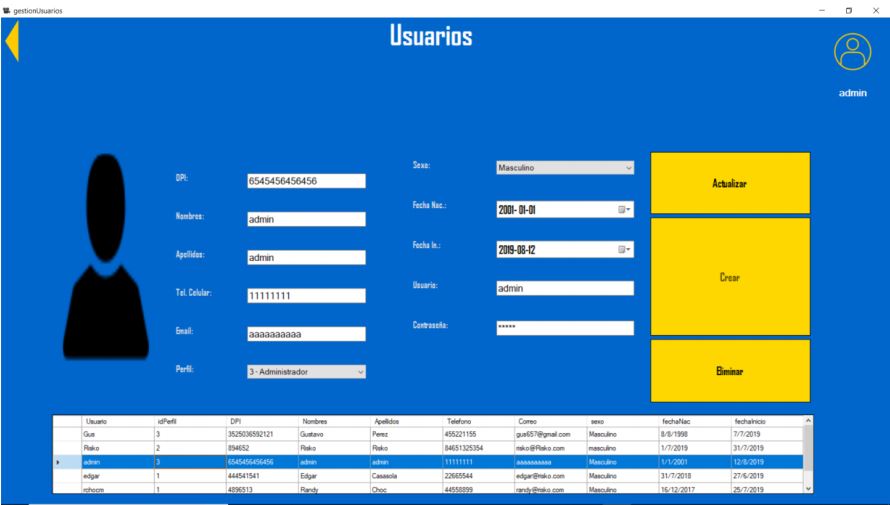 gestionUsuarios
Usuarios
admin
DPI: 6545456456456
Nombres: admin
Apellidos: admin
Tel. Celular: 11111111
Email: aaaaaaaaaa
Perfil: 3 - Administrador
Sexo: Masculino
Fecha Nac.: 2001- 01-01
Fecha In.: 2019-08-12
Usuario: admin
Contraseña: *****
Actualizar
Crear
Eliminar
Usuario idPerfil DPI Nombres Apellidos Telefono Correo sexo fechaNac fechaInicio
Gus 3 3525036592121 Gustavo Perez 455221155 gus657@gmail.com Masculino 8/8/1998 7/7/2019
Risko 2 894652 Risko Risko 84651325354 risko@Risko.com masculino 1/7/2019 31/7/2019
admin 3 6545456456456 admin admin 11111111 aaaaaaaaaa Masculino 1/1/2001 12/8/2019
edgar 1 444541541 Edgar Casasola 22665544 edgar@risko.com Masculino 31/7/2018 27/6/2019
rchocm 1 4896513 Randy Choc 44558899 randy@risko.com Masculino 16/12/2017 25/7/2019